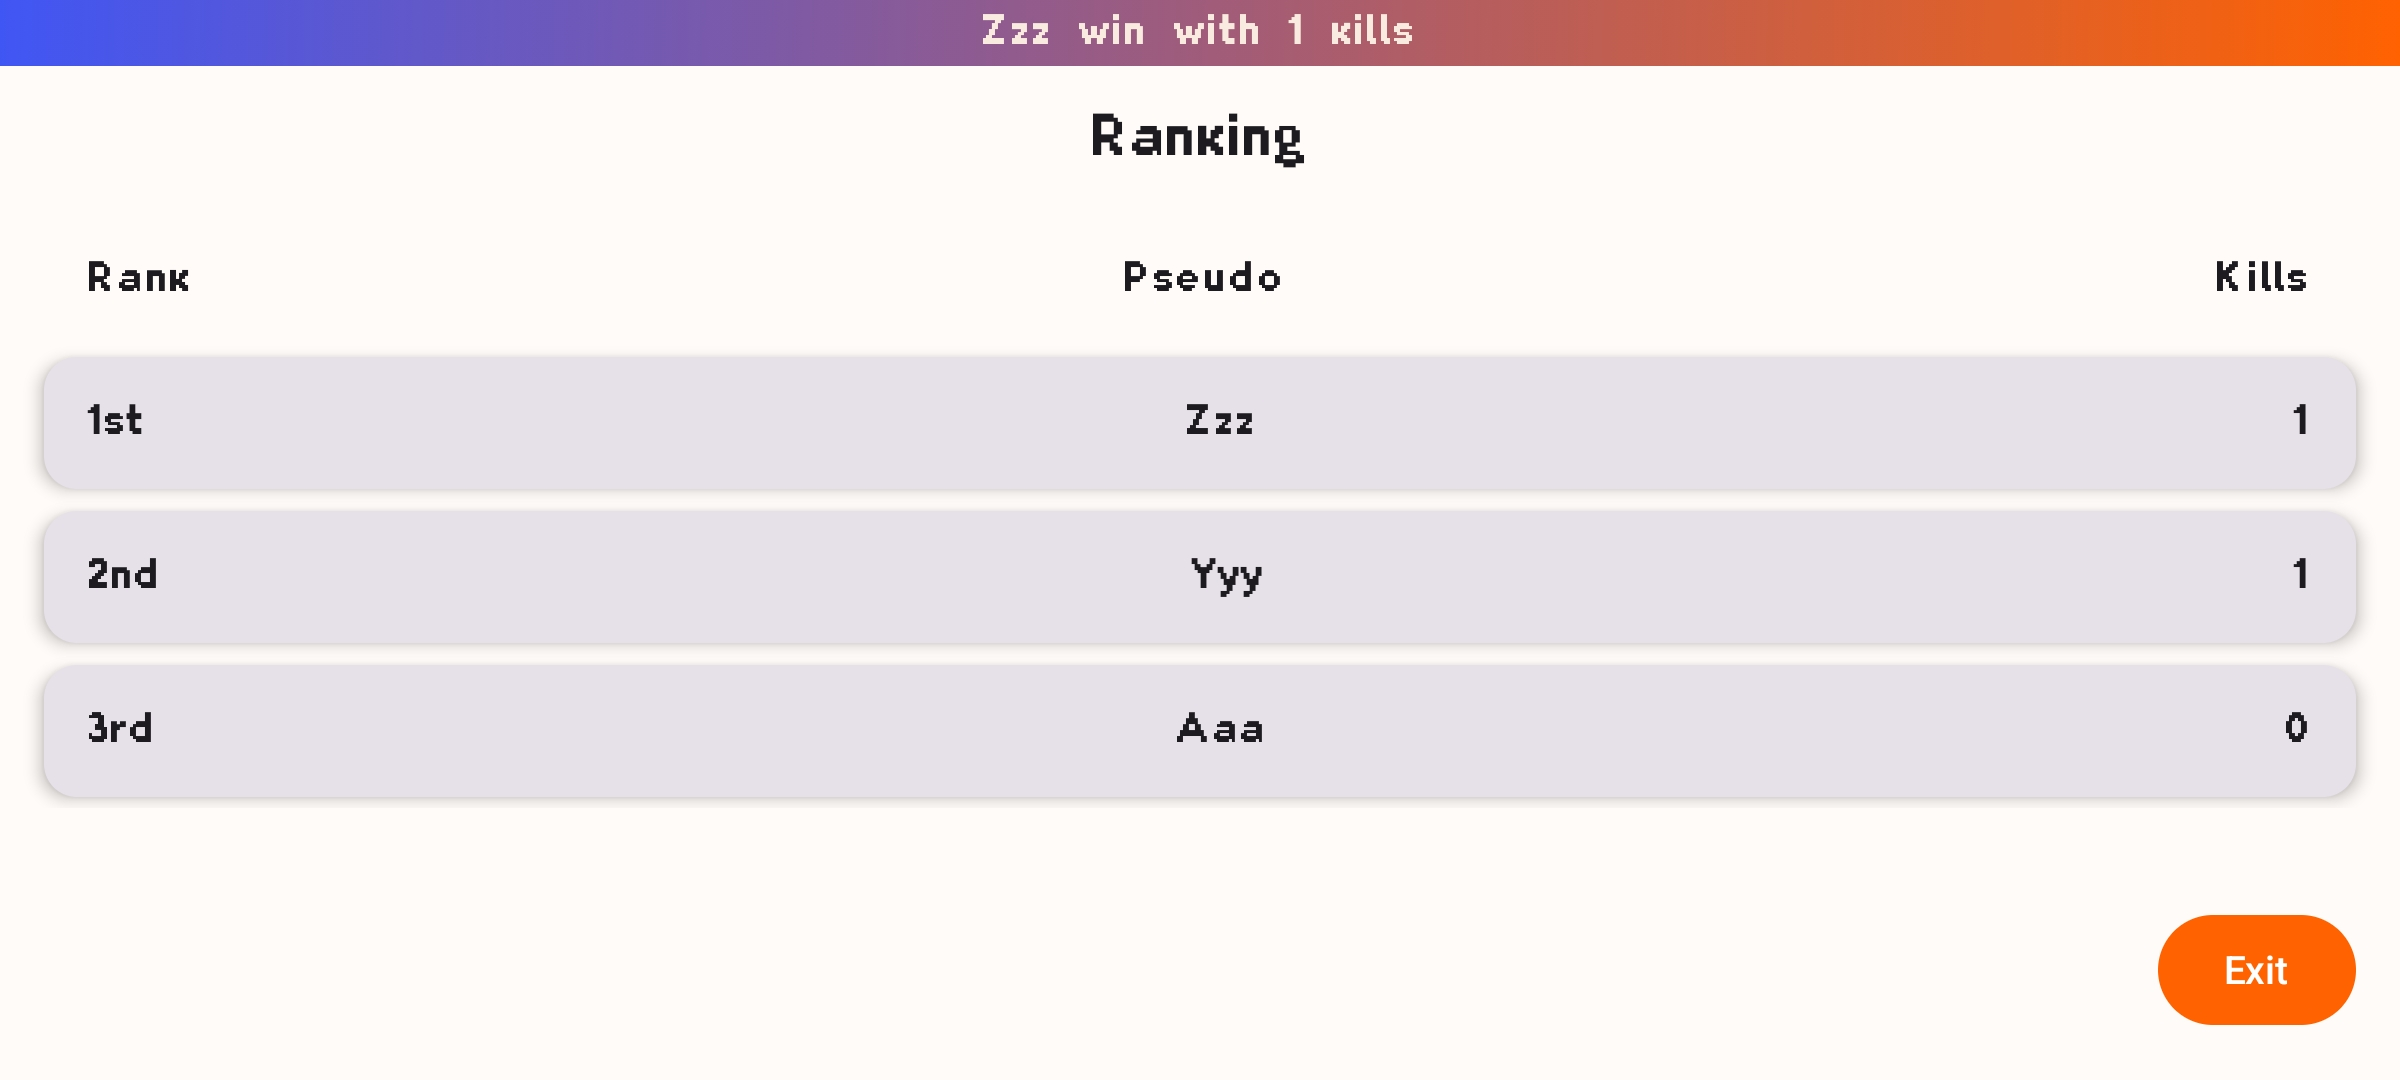 Zzz win with 1 kills
Ranking
Rank Pseudo Kills
1st Zzz 1
2nd Yyy 1
3rd Aaa 0
Exit